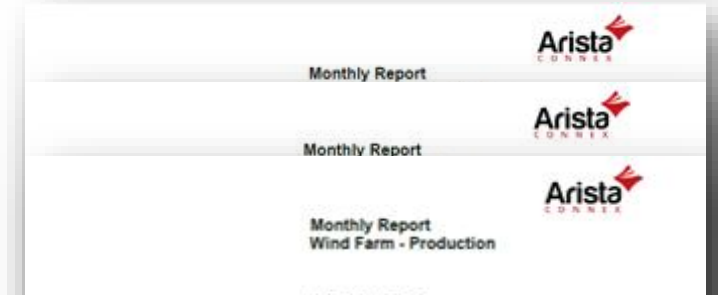 Arista
CONNEX
Monthly Report
Arista
CONNEX
Monthly Report
Arista
CONNEX
Monthly Report
Wind Farm - Production